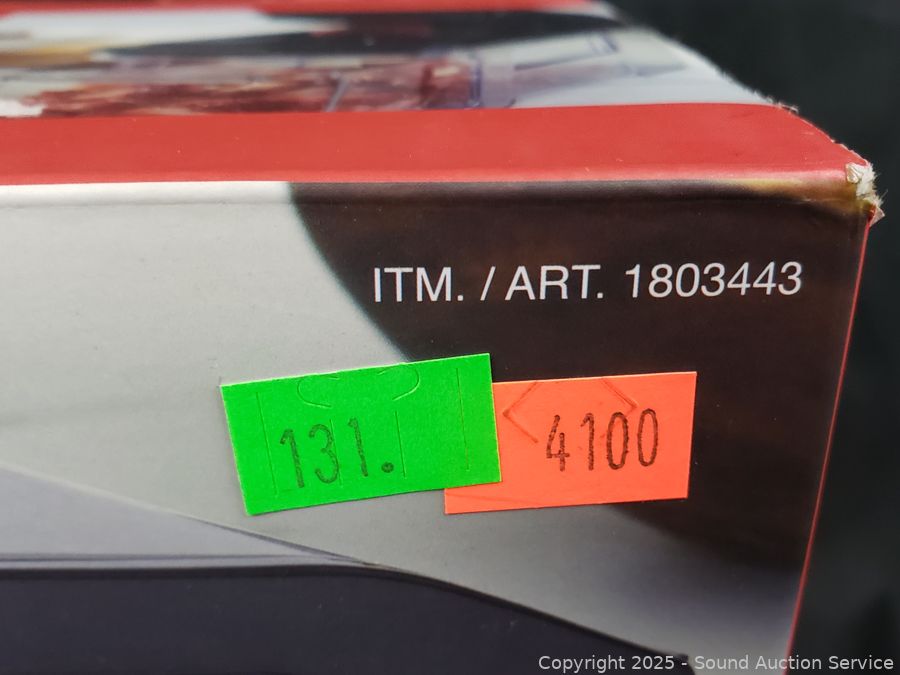 ITM. / ART. 1803443
131.
4100
Copyright © 2025 - Sound Auction Service